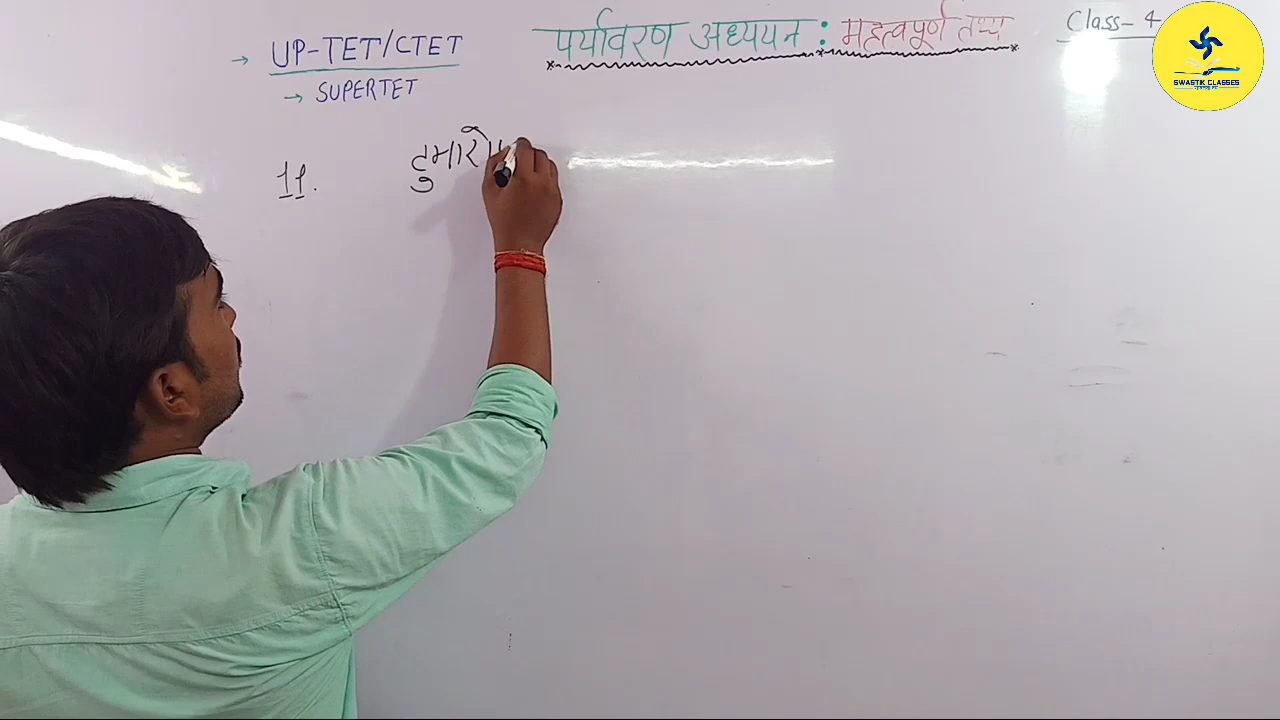 पर्यावरण अध्ययन : महत्वपूर्ण तथ्य
Class- 4
→ UP-TET/CTET
→ SUPERTET
11.
SWASTIK CLASSES